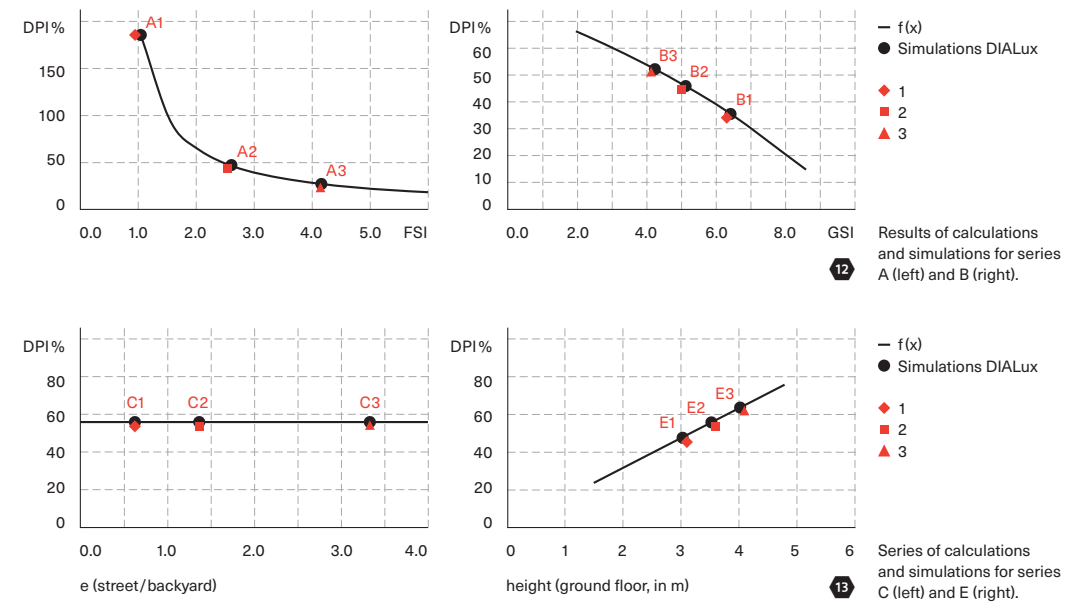 DPI%
150
100
50
0
0.0 1.0 2.0 3.0 4.0 5.0 FSI
A1
A2
A3
DPI%
60
50
40
30
20
10
0
0.0 2.0 4.0 6.0 8.0 GSI
B3
B2
B1
f(x)
Simulations DIALux
1
2
3
12
Results of calculations
and simulations for series
A (left) and B (right).
DPI%
80
60
40
20
0
0.0 1.0 2.0 3.0 4.0
C1 C2 C3
e (street/backyard)
DPI%
80
60
40
20
0
0 1 2 3 4 5 6
E3
E2
E1
height (ground floor, in m)
f(x)
Simulations DIALux
1
2
3
13
Series of calculations
and simulations for series
C (left) and E (right).